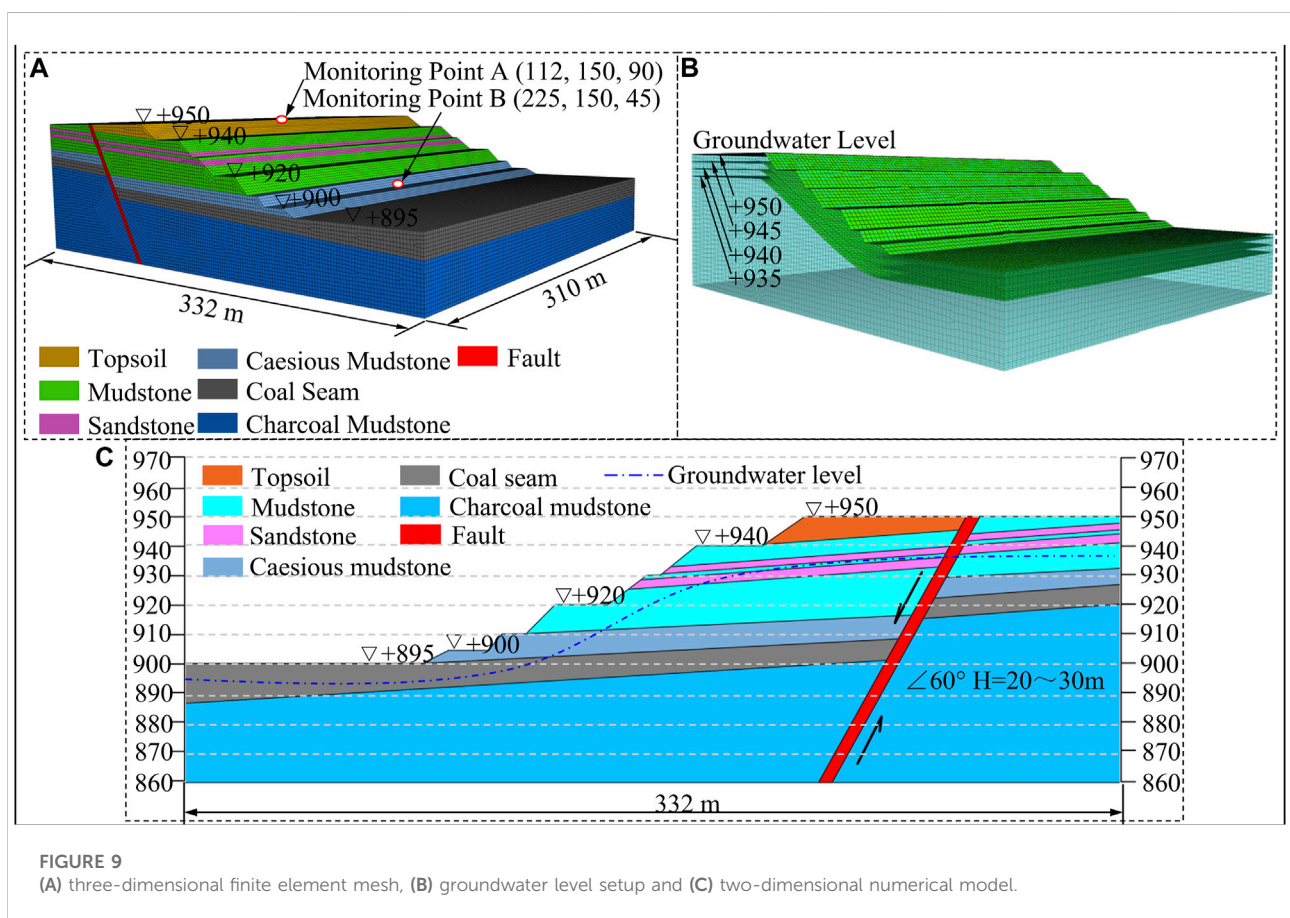 A
Monitoring Point A (112, 150, 90)
Monitoring Point B (225, 150, 45)
▽+950
▽+940
▽+920
▽+900
▽+895
332 m
310 m
Topsoil
Caesious Mudstone
Fault
Mudstone
Coal Seam
Sandstone
Charcoal Mudstone
B
Groundwater Level
+950
+945
+940
+935
C
970
960
950
940
930
920
910
900
890
880
870
860
Topsoil
Coal seam
Groundwater level
Mudstone
Charcoal mudstone
Sandstone
Fault
Caesious mudstone
▽+950
▽+940
▽+920
▽+900
▽+895
∠60° H=20～30m
970
960
950
940
930
920
910
900
890
880
870
860
332 m
FIGURE 9
(A) three-dimensional finite element mesh, (B) groundwater level setup and (C) two-dimensional numerical model.